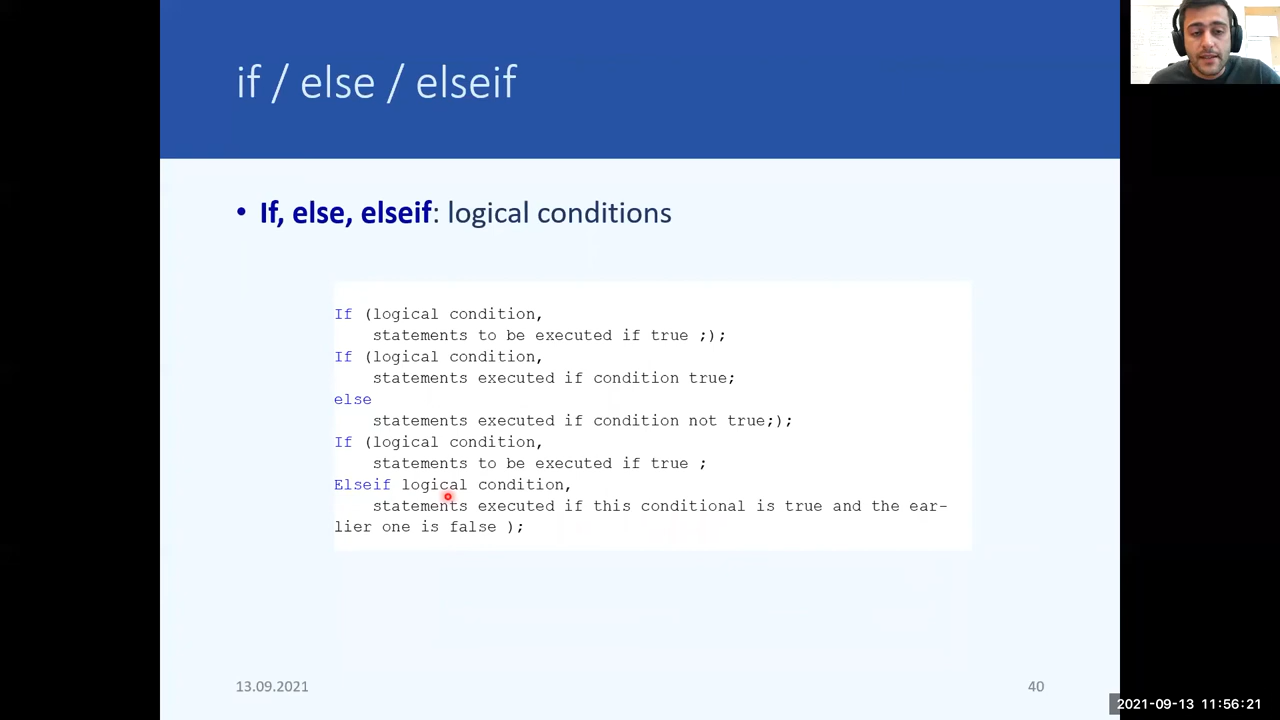 if / else / elseif
• If, else, elseif: logical conditions
If (logical condition,
statements to be executed if true ;);
If (logical condition,
statements executed if condition true;
else
statements executed if condition not true;);
If (logical condition,
statements to be executed if true ;
Elseif logical condition,
statements executed if this conditional is true and the ear-
lier one is false );
13.09.2021
40
2021-09-13 11:56:21